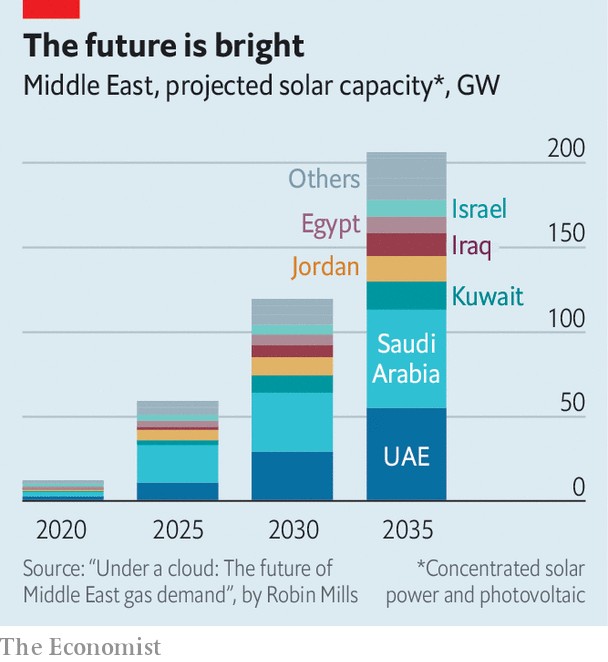 The future is bright
Middle East, projected solar capacity*, GW
200
Others
Israel
Egypt
Iraq
150
Jordan
Kuwait
100
Saudi
Arabia
50
UAE
0
2020
2025
2030
2035
Source: “Under a cloud: The future of
Middle East gas demand”, by Robin Mills
*Concentrated solar
power and photovoltaic
The Economist